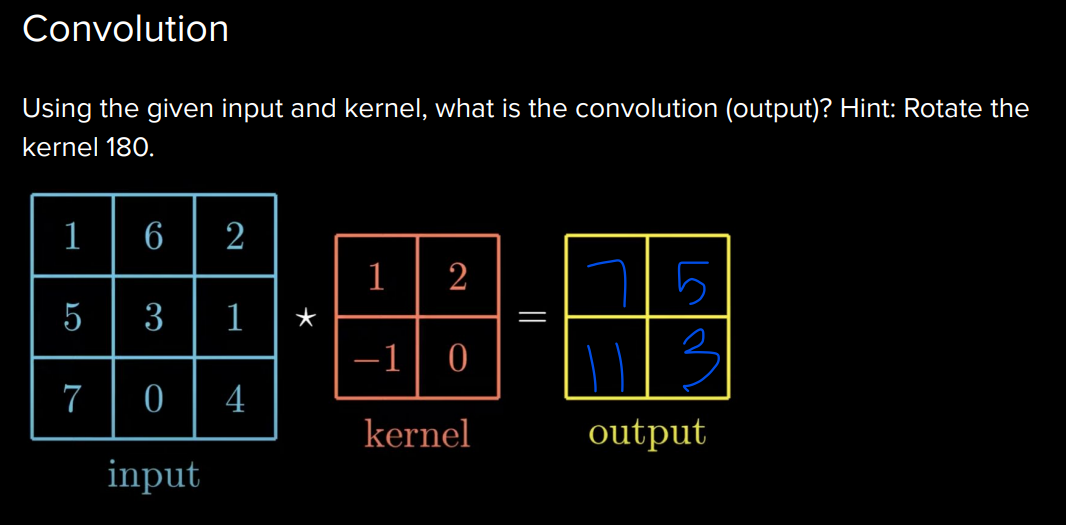 Convolution
Using the given input and kernel, what is the convolution (output)? Hint: Rotate the
kernel 180.
1 6 2
5 3 1
7 0 4
input
⋆
1 2
−1 0
kernel
=
7 5
11 3
output